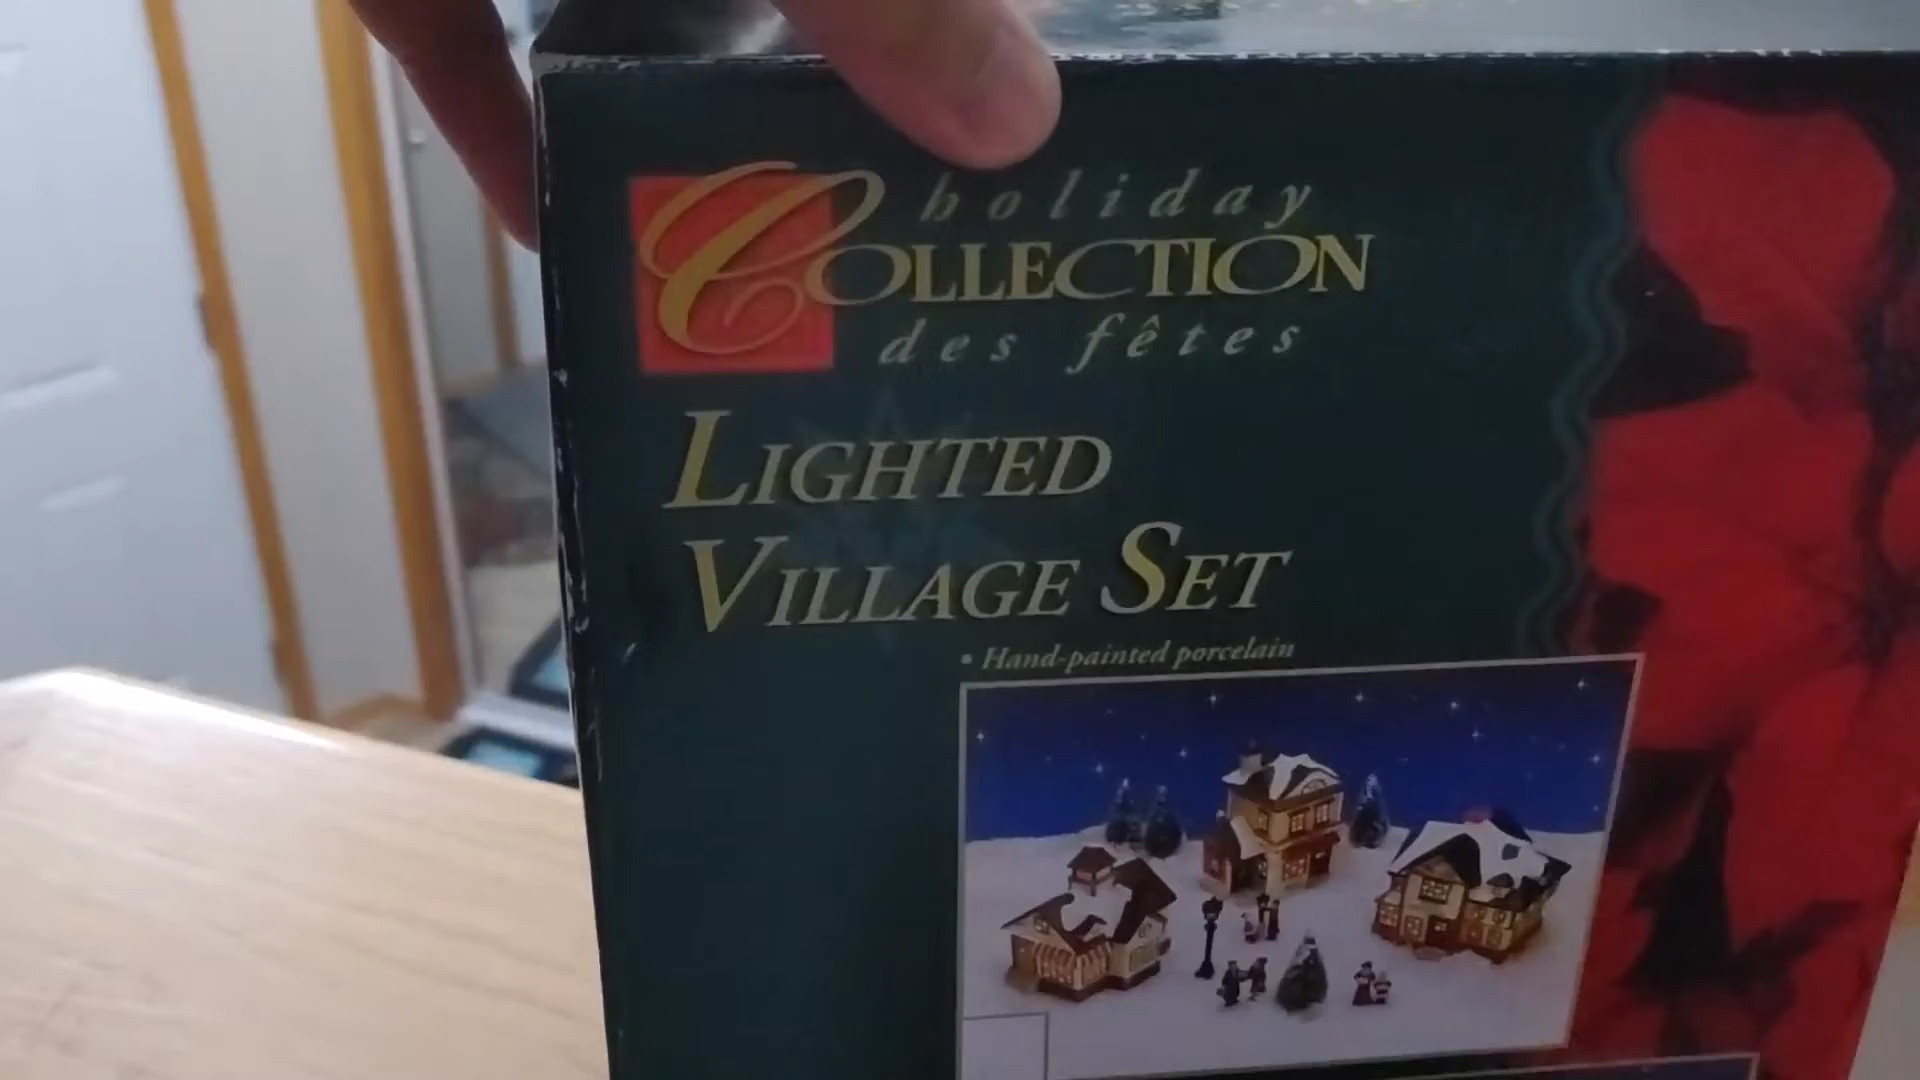 holiday
COLLECTION
des fêtes
LIGHTED
VILLAGE SET
• Hand-painted porcelain